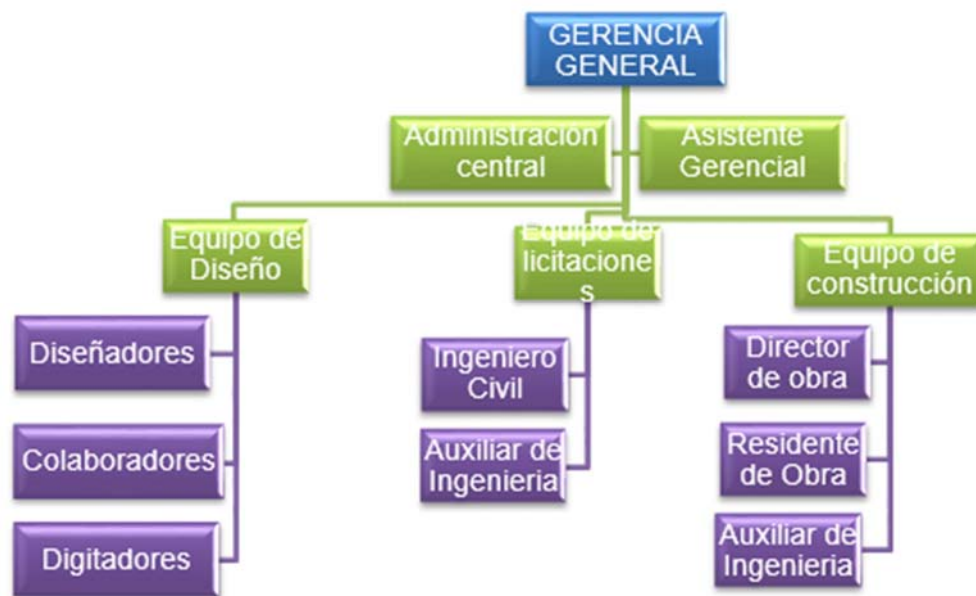 GERENCIA
GENERAL
Administración
central
Asistente
Gerencial
Equipo de
Diseño
Diseñadores
Colaboradores
Digitadores
Equipo de
licitacione
s
Ingeniero
Civil
Auxiliar de
Ingenieria
Equipo de
construcción
Director
de obra
Residente
de Obra
Auxiliar de
Ingenieria